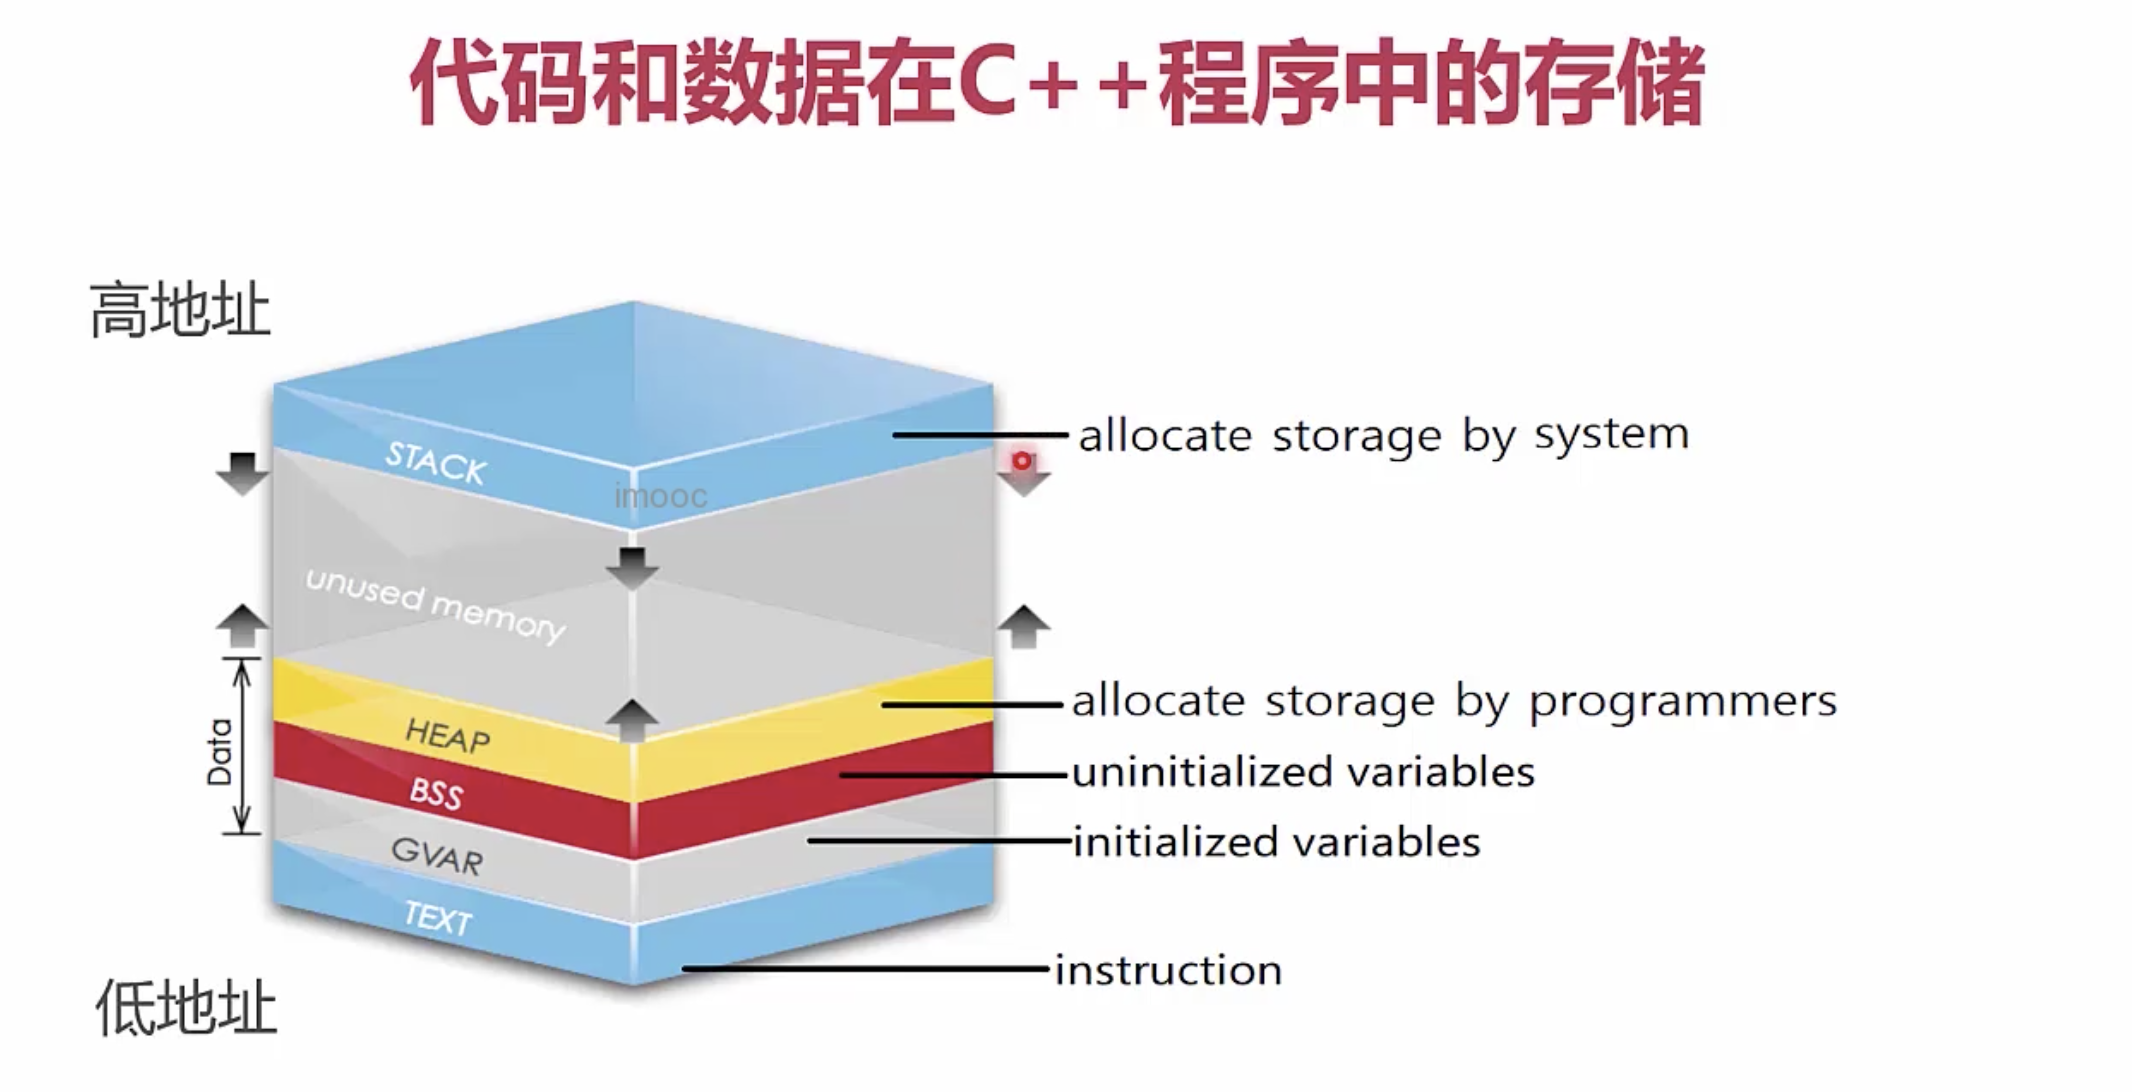 代码和数据在C++程序中的存储
高地址
STACK
allocate storage by system
imooc
unused memory
HEAP
allocate storage by programmers
Data
BSS
uninitialized variables
GVAR
initialized variables
TEXT
instruction
低地址